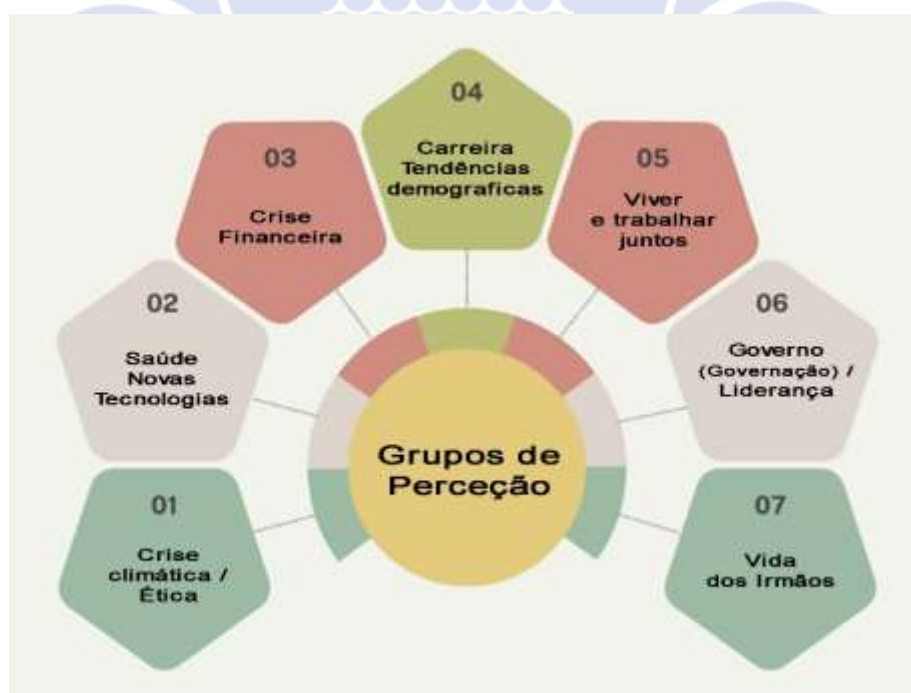 01
Crise
climática /
Ética
02
Saúde
Novas
Tecnologias
03
Crise
Financeira
04
Carreira
Tendências
demograficas
05
Viver
e trabalhar
juntos
06
Governo
(Governação) /
Liderança
07
Vida
dos Irmãos
Grupos de
Perceção